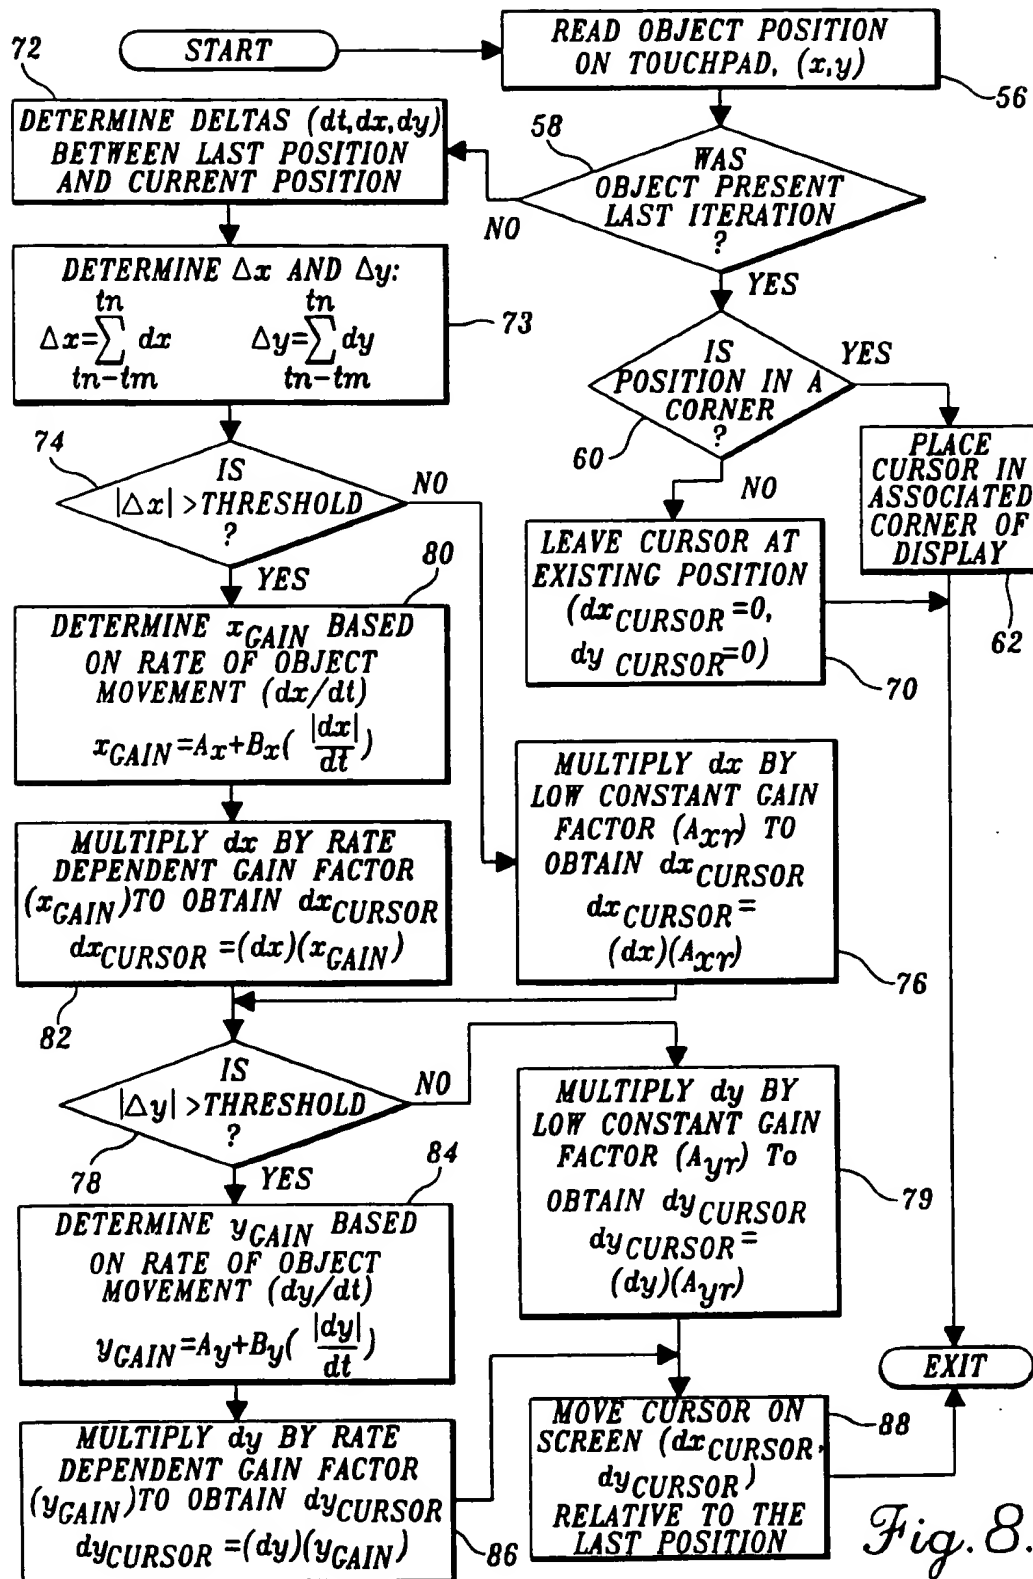 START
READ OBJECT POSITION
ON TOUCHPAD, (x,y)
56
72
DETERMINE DELTAS (dt,dx,dy)
BETWEEN LAST POSITION
AND CURRENT POSITION
58
WAS
OBJECT PRESENT
LAST ITERATION
?
NO
YES
DETERMINE Δx AND Δy:
tn tn
Δx=∑ dx Δy=∑ dy
tn-tm tn-tm
73
IS
POSITION IN A
CORNER
?
60
YES
NO
PLACE
CURSOR IN
ASSOCIATED
CORNER OF
DISPLAY
62
LEAVE CURSOR AT
EXISTING POSITION
(dxCURSOR=0,
dyCURSOR=0)
70
74
IS
|Δx|>THRESHOLD
?
NO
YES
80
DETERMINE xGAIN BASED
ON RATE OF OBJECT
MOVEMENT (dx/dt)
xGAIN=Ax+Bx( |dx|/dt )
MULTIPLY dx BY RATE
DEPENDENT GAIN FACTOR
(xGAIN)TO OBTAIN dxCURSOR
dxCURSOR=(dx)(xGAIN)
82
MULTIPLY dx BY
LOW CONSTANT GAIN
FACTOR (Axr) TO
OBTAIN dxCURSOR
dxCURSOR=
(dx)(Axr)
76
IS
|Δy|>THRESHOLD
?
78
NO
YES
84
DETERMINE yGAIN BASED
ON RATE OF OBJECT
MOVEMENT (dy/dt)
yGAIN=Ay+By( |dy|/dt )
MULTIPLY dy BY RATE
DEPENDENT GAIN FACTOR
(yGAIN)TO OBTAIN dyCURSOR
dyCURSOR=(dy)(yGAIN)
86
MULTIPLY dy BY
LOW CONSTANT GAIN
FACTOR (Ayr) To
OBTAIN dyCURSOR
dyCURSOR=
(dy)(Ayr)
79
MOVE CURSOR ON
SCREEN (dxCURSOR,
dyCURSOR)
RELATIVE TO THE
LAST POSITION
88
EXIT
Fig. 8.